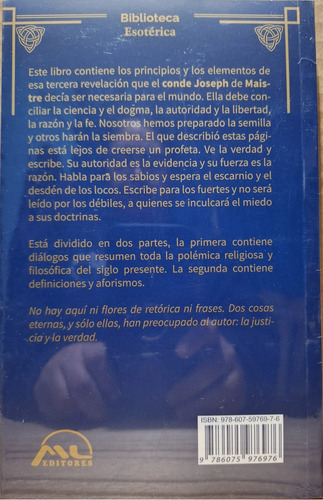 Biblioteca
Esotérica
Este libro contiene los principios y los elementos de
esa tercera revelación que el conde Joseph de Mais-
tre decía ser necesaria para el mundo. Ella debe con-
ciliar la ciencia y el dogma, la autoridad y la libertad,
la razón y la fe. Nosotros hemos preparado la semilla
y otros harán la siembra. El que describió estas pági-
nas está lejos de creerse un profeta. Ve la verdad y
escribe. Su autoridad es la evidencia y su fuerza es la
razón. Habla para los sabios y espera el escarnio y el
desdén de los locos. Escribe para los fuertes y no será
leído por los débiles, a quienes se inculcará el miedo
a sus doctrinas.
Está dividido en dos partes, la primera contiene
diálogos que resumen toda la polémica religiosa y
filosófica del siglo presente. La segunda contiene
definiciones y aforismos.
No hay aquí ni flores de retórica ni frases. Dos cosas
eternas, y sólo ellas, han preocupado al autor: la justi-
cia y la verdad.
ISBN: 978-607-59769-7-6
9 786075 976976
ML
EDITORES